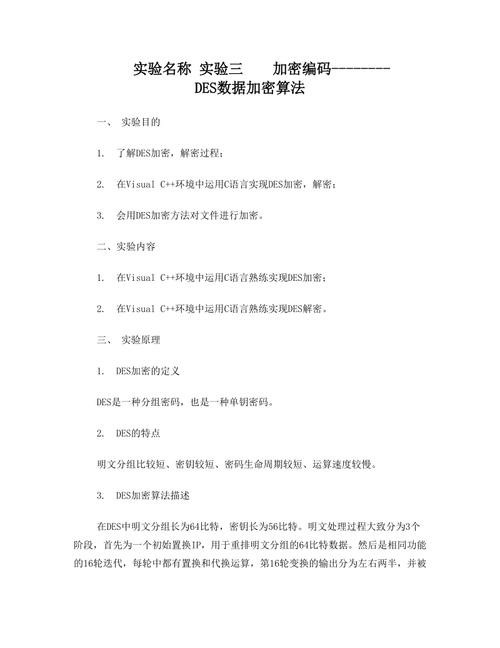 实验名称 实验三    加密编码--------
DES数据加密算法
一、 实验目的
1. 了解DES加密，解密过程；
2. 在Visual C++环境中运用C语言实现DES加密，解密；
3. 会用DES加密方法对文件进行加密。
二、实验内容
1. 在Visual C++环境中运用C语言熟练实现DES加密；
2. 在Visual C++环境中运用C语言熟练实现DES解密。
三、 实验原理
1. DES加密的定义
DES是一种分组密码，也是一种单钥密码。
2. DES的特点
明文分组比较短、密钥较短、密码生命周期较短、运算速度较慢。
3. DES加密算法描述
在DES中明文分组长为64比特，密钥长为56比特。明文处理过程大致分为3个
阶段，首先为一个初始置换IP，用于重排明文分组的64比特数据。然后是相同功能
的16轮迭代，每轮中都有置换和代换运算，第16轮变换的输出分为左右两半，并被